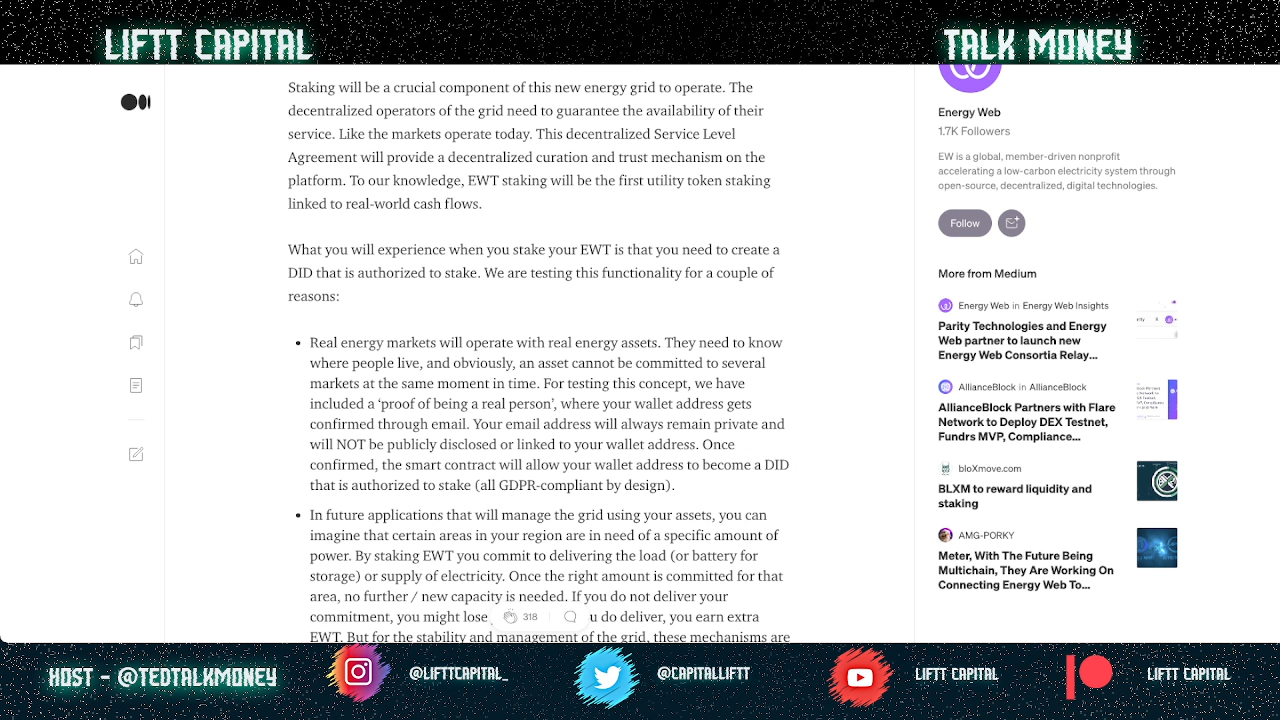 LIFTT CAPITAL
TALK MONEY
Staking will be a crucial component of this new energy grid to operate. The
decentralized operators of the grid need to guarantee the availability of their
service. Like the markets operate today. This decentralized Service Level
Agreement will provide a decentralized curation and trust mechanism on the
platform. To our knowledge, EWT staking will be the first utility token staking
linked to real-world cash flows.
What you will experience when you stake your EWT is that you need to create a
DID that is authorized to stake. We are testing this functionality for a couple of
reasons:
• Real energy markets will operate with real energy assets. They need to know
where people live, and obviously, an asset cannot be committed to several
markets at the same moment in time. For testing this concept, we have
included a ‘proof of being a real person’, where your wallet address gets
confirmed through email. Your email address will always remain private and
will NOT be publicly disclosed or linked to your wallet address. Once
confirmed, the smart contract will allow your wallet address to become a DID
that is authorized to stake (all GDPR-compliant by design).
• In future applications that will manage the grid using your assets, you can
imagine that certain areas in your region are in need of a specific amount of
power. By staking EWT you commit to delivering the load (or battery for
storage) or supply of electricity. Once the right amount is committed for that
area, no further / new capacity is needed. If you do not deliver your
commitment, you might lose 318 u do deliver, you earn extra
EWT. But for the stability and management of the grid, these mechanisms are
Energy Web
1.7K Followers
EW is a global, member-driven nonprofit
accelerating a low-carbon electricity system through
open-source, decentralized, digital technologies.
Follow
More from Medium
Energy Web in Energy Web Insights
Parity Technologies and Energy
Web partner to launch new
Energy Web Consortia Relay...
AllianceBlock in AllianceBlock
AllianceBlock Partners with Flare
Network to Deploy DEX Testnet,
Fundrs MVP, Compliance...
bloXmove.com
BLXM to reward liquidity and
staking
AMG-PORKY
Meter, With The Future Being
Multichain, They Are Working On
Connecting Energy Web To...
HOST - @TEDTALKMONEY
@LIFTTCAPITAL_
@CAPITALLIFTT
LIFTT CAPITAL
LIFTT CAPITAL